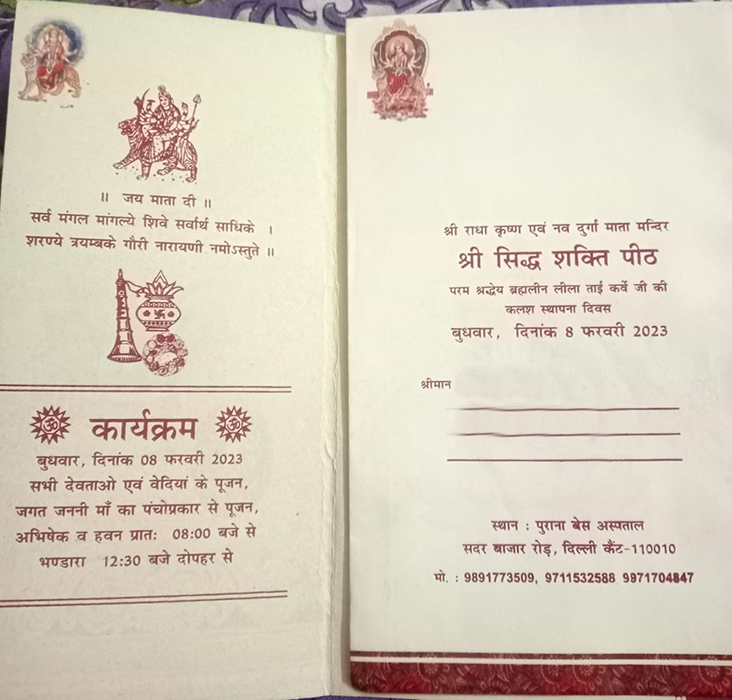 ॥ जय माता दी ॥
सर्व मंगल मांगल्ये शिवे सर्वार्थ साधिके ।
शरण्ये त्रयम्बके गौरी नारायणी नमोऽस्तुते ॥
कार्यक्रम
बुधवार, दिनांक 08 फरवरी 2023
सभी देवताओ एवं वेदियां के पूजन,
जगत जननी माँ का पंचोप्रकार से पूजन,
अभिषेक व हवन प्रातः 08:00 बजे से
भण्डारा 12:30 बजे दोपहर से
श्री राधा कृष्ण एवं नव दुर्गा माता मन्दिर
श्री सिद्ध शक्ति पीठ
परम श्रद्धेय ब्रह्मलीन लीला ताई कर्वे जी की
कलश स्थापना दिवस
बुधवार, दिनांक 8 फरवरी 2023
श्रीमान
स्थान : पुराना बेस अस्पताल
सदर बाजार रोड़, दिल्ली कैंट-110010
मो. : 9891773509, 9711532588 9971704847